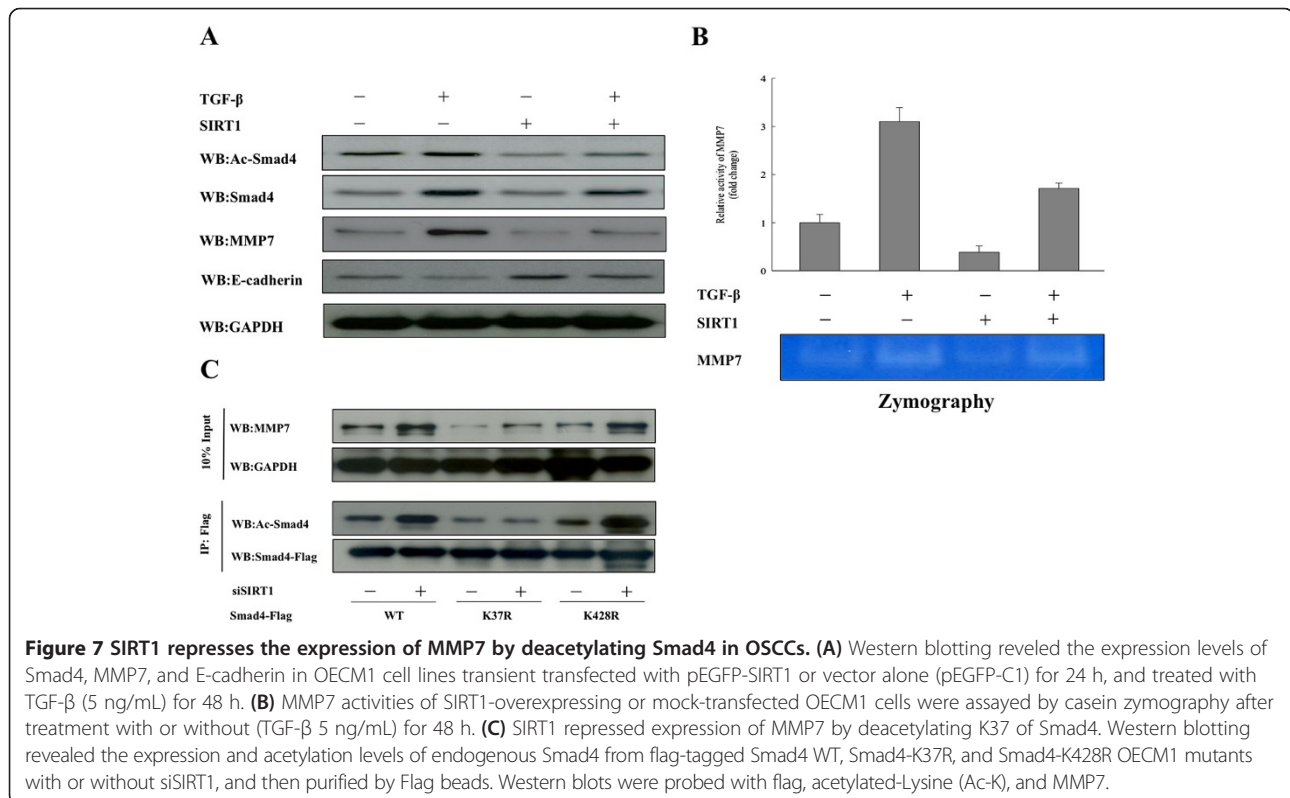 A
TGF-β − + − +
SIRT1 − − + +
WB:Ac-Smad4
WB:Smad4
WB:MMP7
WB:E-cadherin
WB:GAPDH
B
Relative activity of MMP7
(fold change)
4
3
2
1
0
TGF-β − + − +
SIRT1 − − + +
MMP7
Zymography
C
10% Input
WB:MMP7
WB:GAPDH
IP: Flag
WB:Ac-Smad4
WB:Smad4-Flag
siSIRT1 − + − + − +
Smad4-Flag WT K37R K428R
Figure 7 SIRT1 represses the expression of MMP7 by deacetylating Smad4 in OSCCs. (A) Western blotting reveled the expression levels of
Smad4, MMP7, and E-cadherin in OECM1 cell lines transient transfected with pEGFP-SIRT1 or vector alone (pEGFP-C1) for 24 h, and treated with
TGF-β (5 ng/mL) for 48 h. (B) MMP7 activities of SIRT1-overexpressing or mock-transfected OECM1 cells were assayed by casein zymography after
treatment with or without (TGF-β 5 ng/mL) for 48 h. (C) SIRT1 repressed expression of MMP7 by deacetylating K37 of Smad4. Western blotting
revealed the expression and acetylation levels of endogenous Smad4 from flag-tagged Smad4 WT, Smad4-K37R, and Smad4-K428R OECM1 mutants
with or without siSIRT1, and then purified by Flag beads. Western blots were probed with flag, acetylated-Lysine (Ac-K), and MMP7.